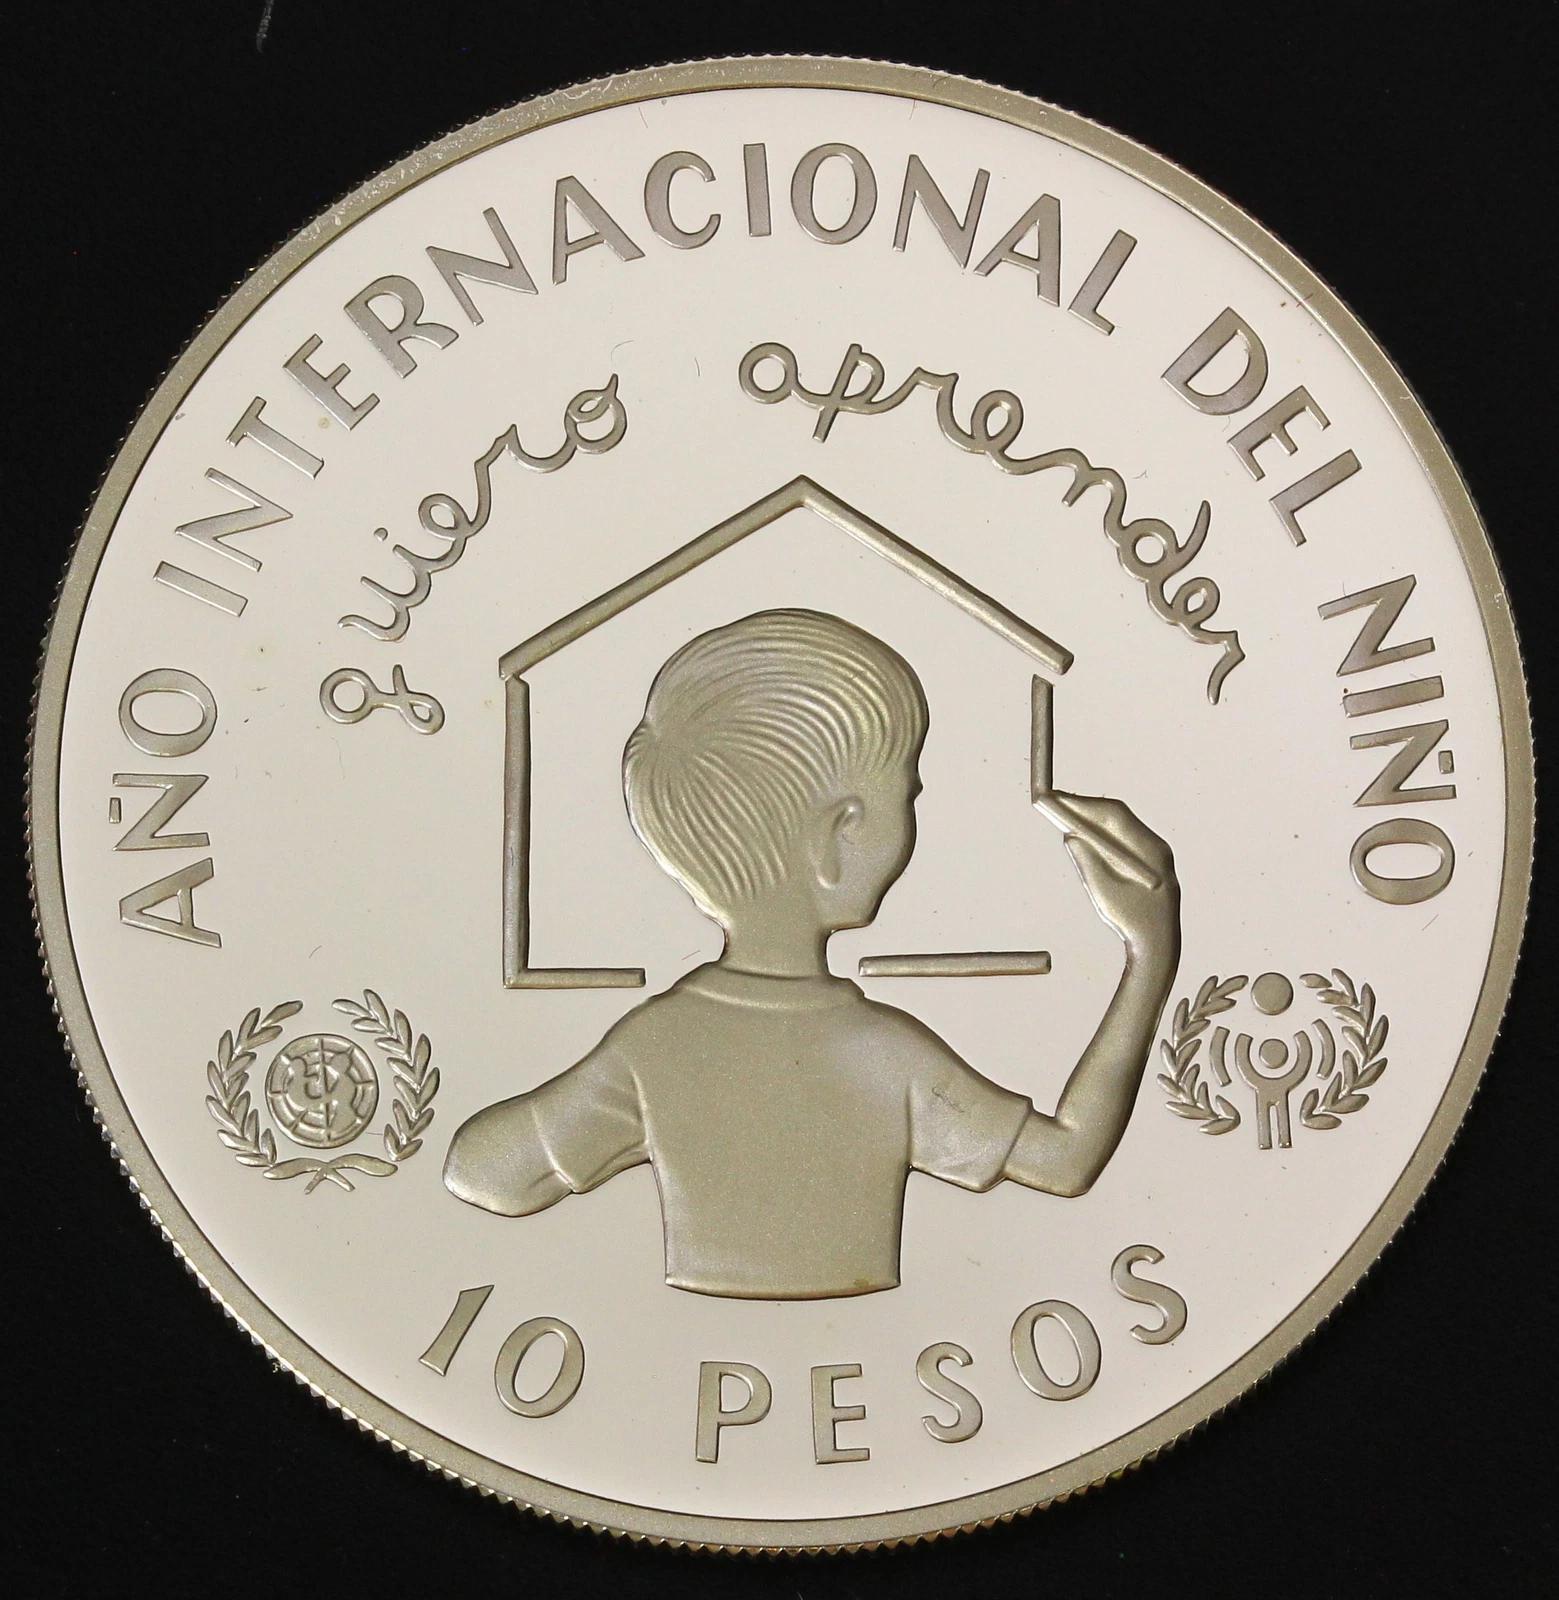 AÑO INTERNACIONAL DEL NIÑO
quiero aprender
10 PESOS